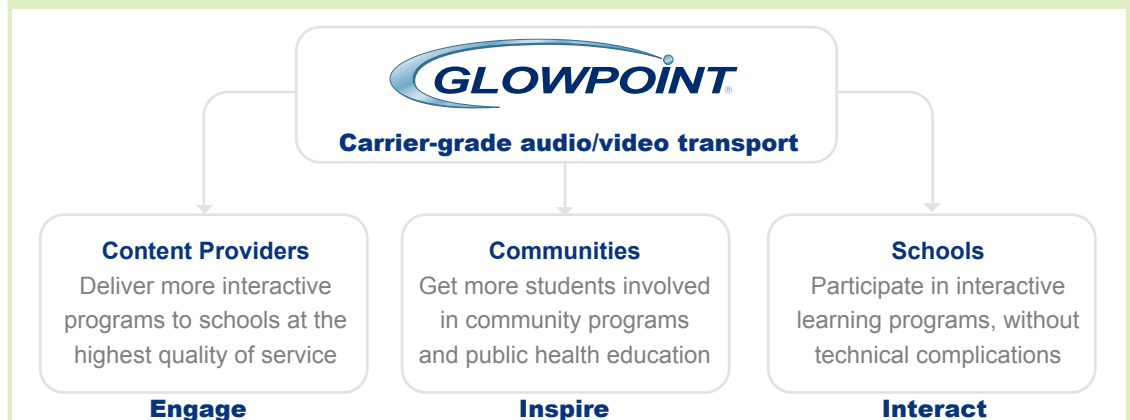 GLOWPOINT®
Carrier-grade audio/video transport
Content Providers
Deliver more interactive
programs to schools at the
highest quality of service
Engage
Communities
Get more students involved
in community programs
and public health education
Inspire
Schools
Participate in interactive
learning programs, without
technical complications
Interact